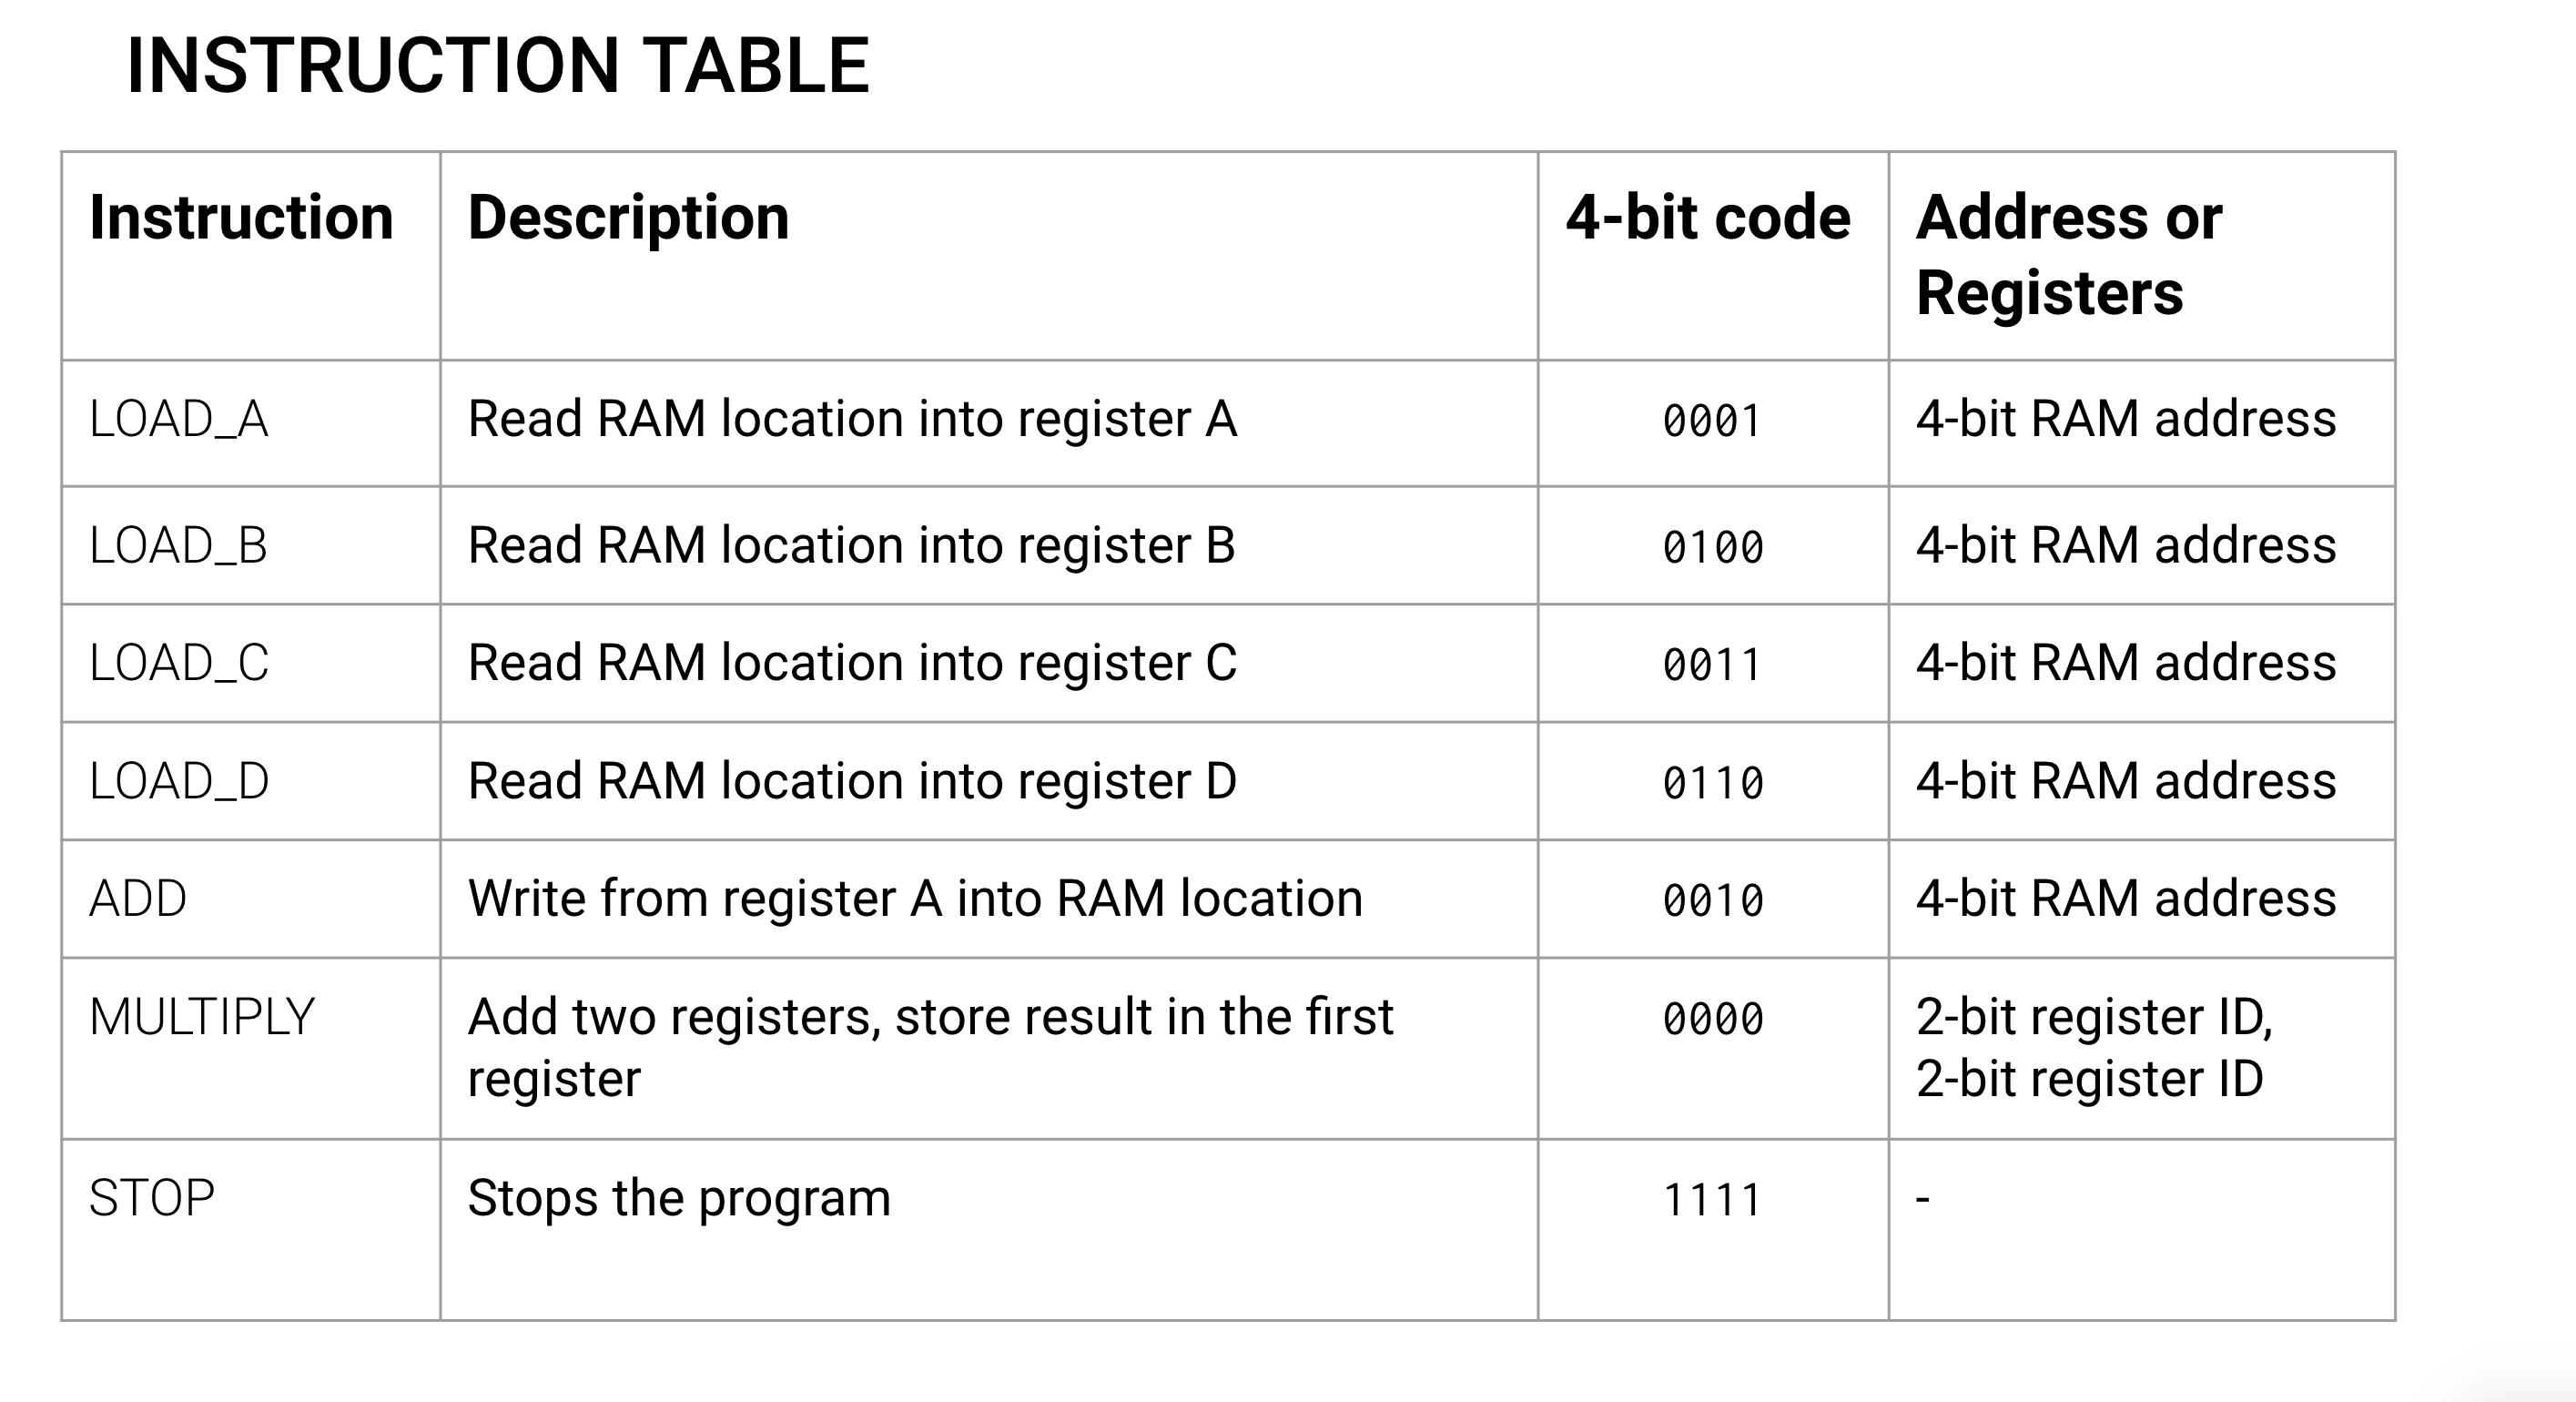 INSTRUCTION TABLE
Instruction Description 4-bit code Address or
Registers
LOAD_A Read RAM location into register A 0001 4-bit RAM address
LOAD_B Read RAM location into register B 0100 4-bit RAM address
LOAD_C Read RAM location into register C 0011 4-bit RAM address
LOAD_D Read RAM location into register D 0110 4-bit RAM address
ADD Write from register A into RAM location 0010 4-bit RAM address
MULTIPLY Add two registers, store result in the first 0000 2-bit register ID,
register 2-bit register ID
STOP Stops the program 1111 -